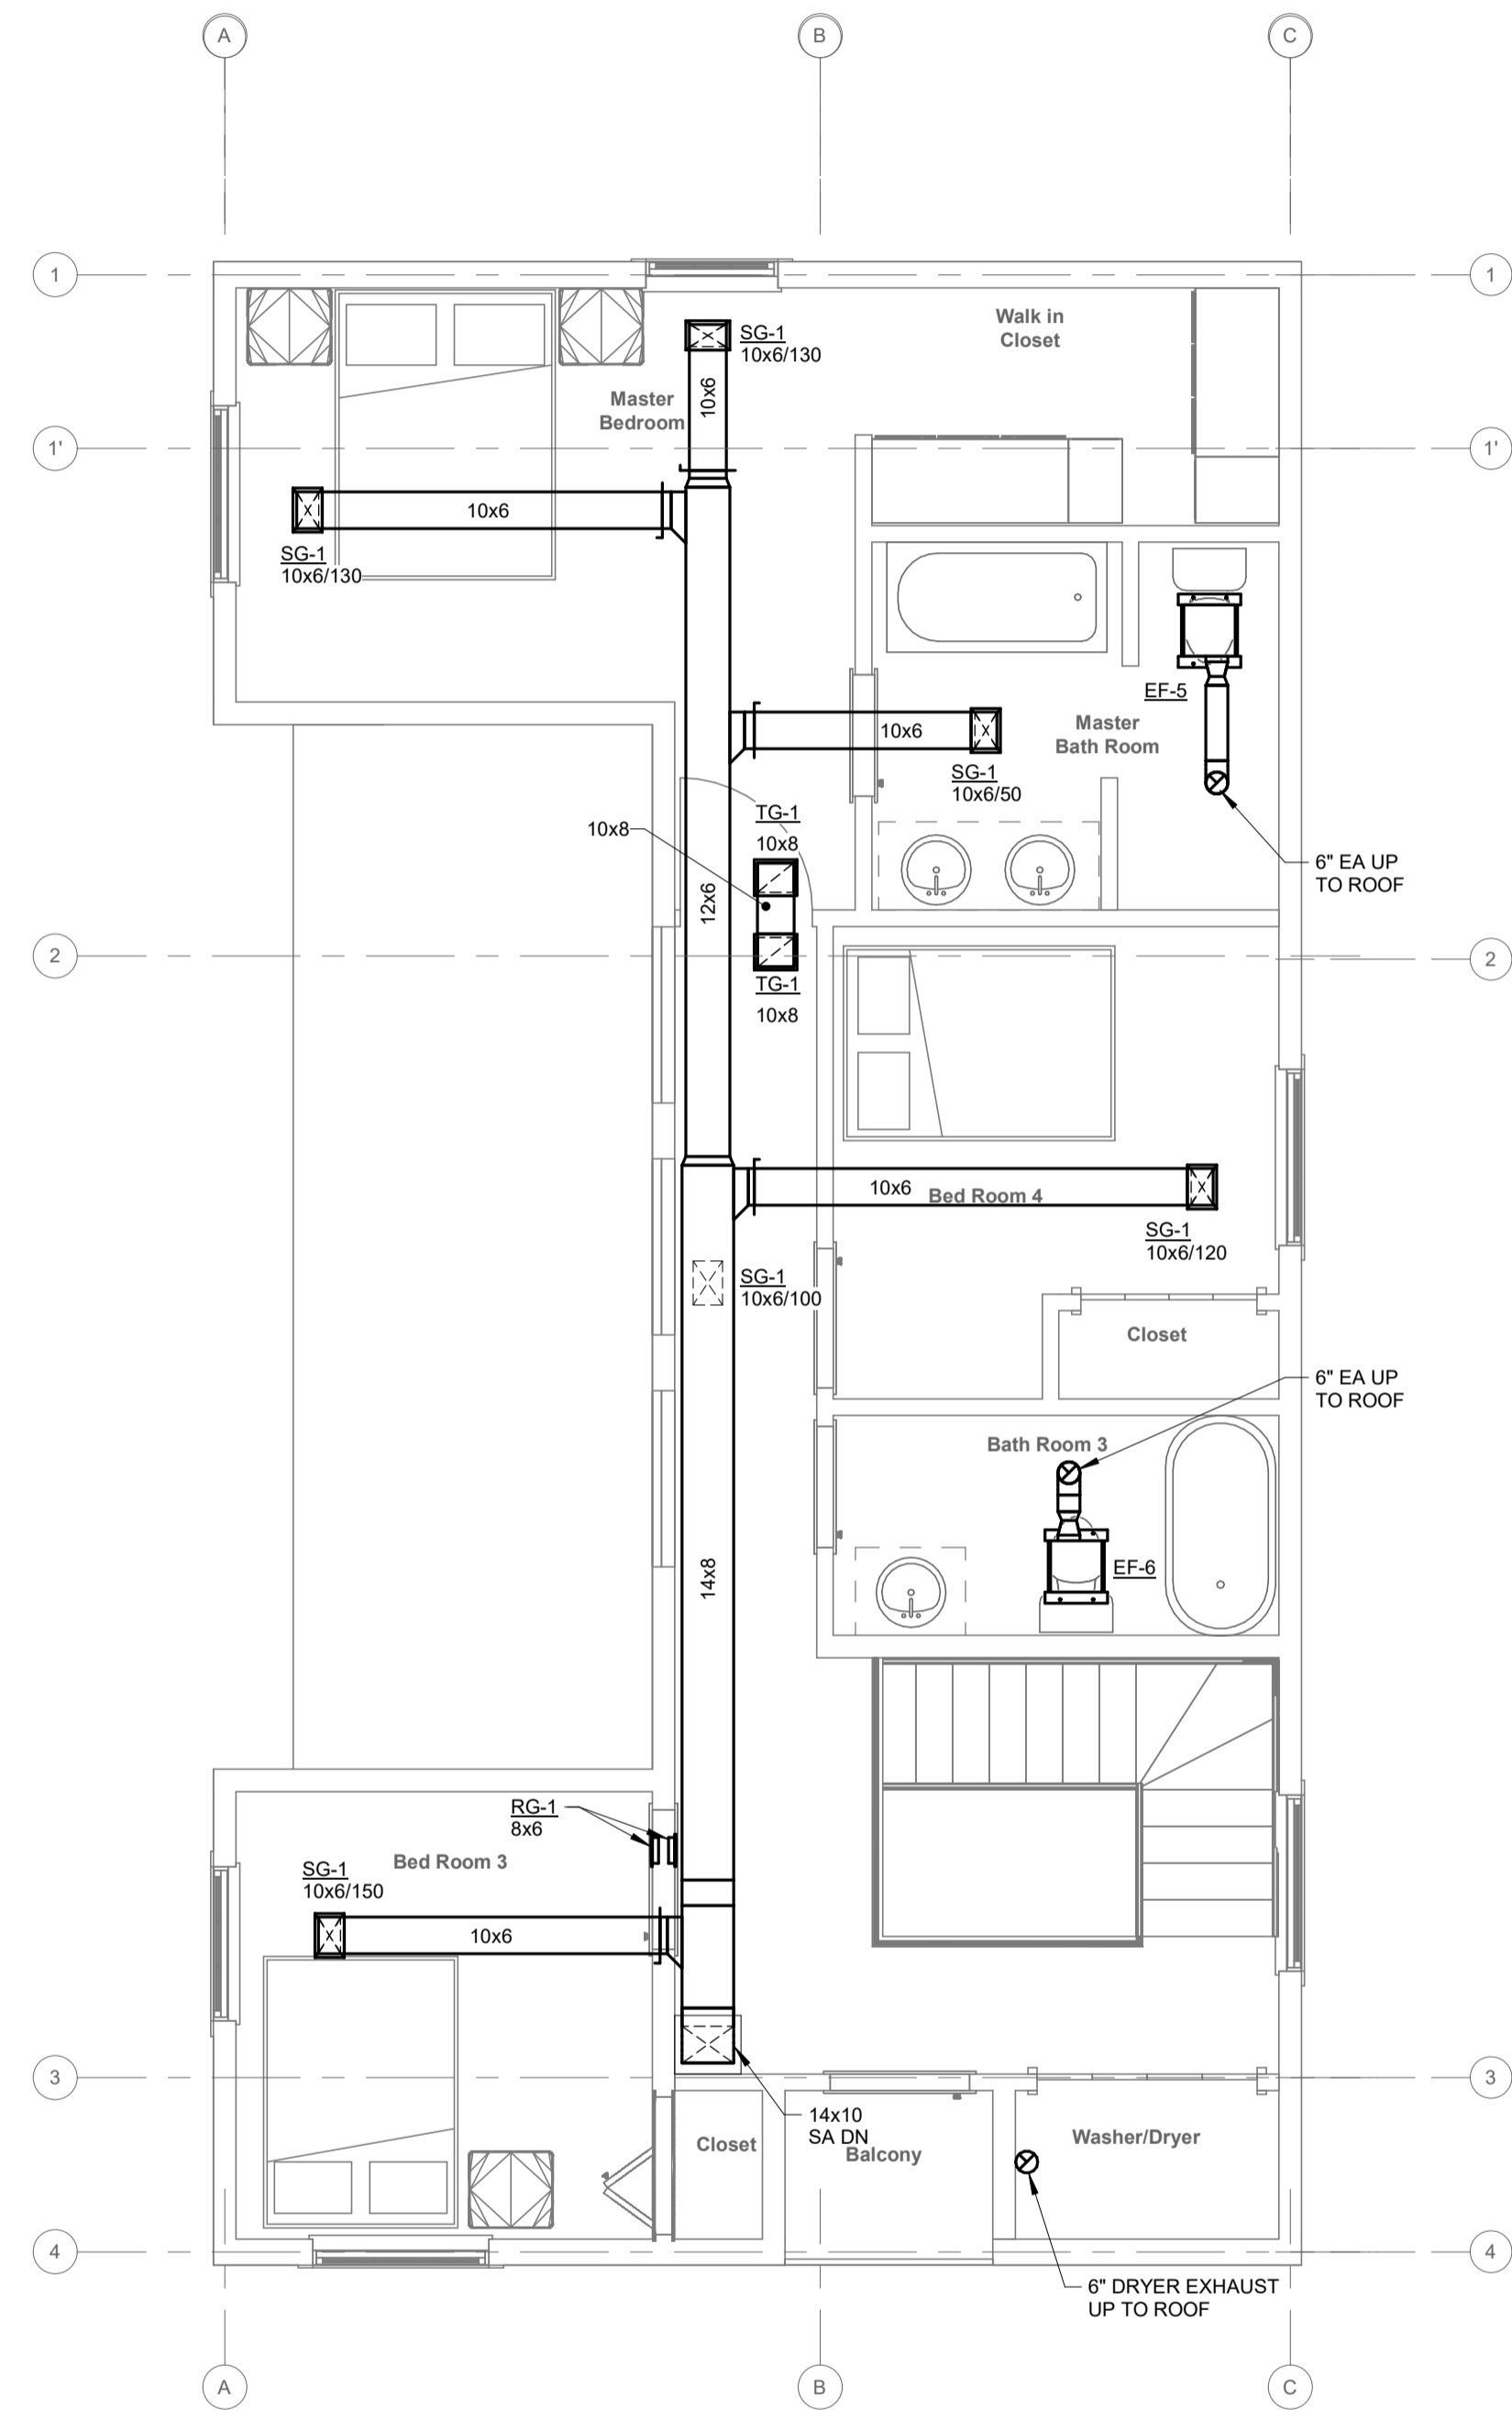 A
B
C
1
1
Walk in
Closet
SG-1
10x6/130
10x6
Master
Bedroom
1'
1'
10x6
SG-1
10x6/130
EF-5
Master
Bath Room
10x6
SG-1
10x6/50
TG-1
10x8
10x8
6" EA UP
TO ROOF
12x6
2
2
TG-1
10x8
10x6
Bed Room 4
SG-1
10x6/120
SG-1
10x6/100
Closet
6" EA UP
TO ROOF
Bath Room 3
14x8
EF-6
RG-1
8x6
Bed Room 3
SG-1
10x6/150
10x6
3
3
14x10
SA DN
Closet
Balcony
Washer/Dryer
4
4
6" DRYER EXHAUST
UP TO ROOF
A
B
C